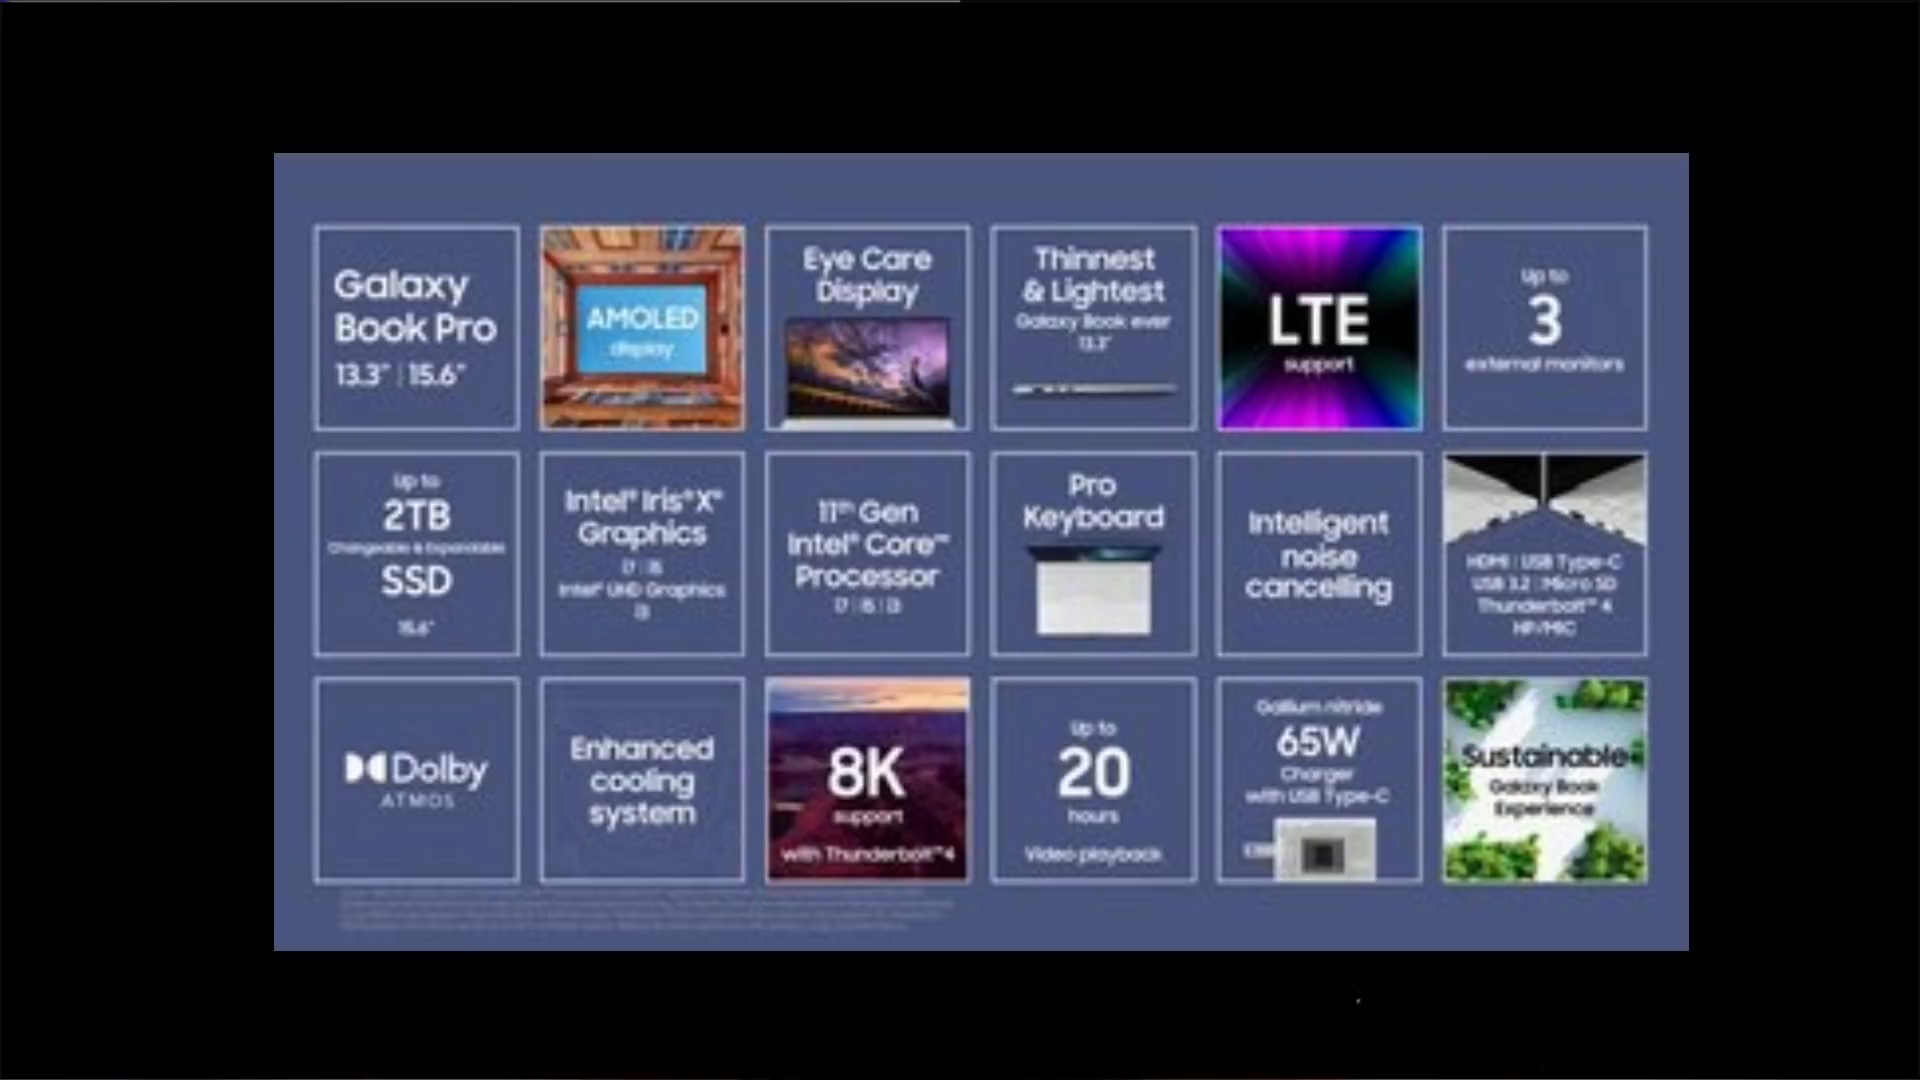 Galaxy
Book Pro
13.3" | 15.6"
AMOLED
display
Eye Care
Display
Thinnest
& Lightest
Galaxy Book ever
13.3"
LTE
support
Up to
3
external monitors
Up to
2TB
Changeable & Expandable
SSD
15.6"
Intel® Iris® Xe
Graphics
i7 | i5
Intel® UHD Graphics
i3
11th Gen
Intel® Core™
Processor
i7 | i5 | i3
Pro
Keyboard
Intelligent
noise
cancelling
HDMI | USB Type-C
USB 3.2 | Micro SD
Thunderbolt™ 4
HP/MIC
Dolby
ATMOS
Enhanced
cooling
system
8K
support
with Thunderbolt™ 4
Up to
20
hours
Video playback
Gallium nitride
65W
Charger
with USB Type-C
Sustainable
Galaxy Book
Experience